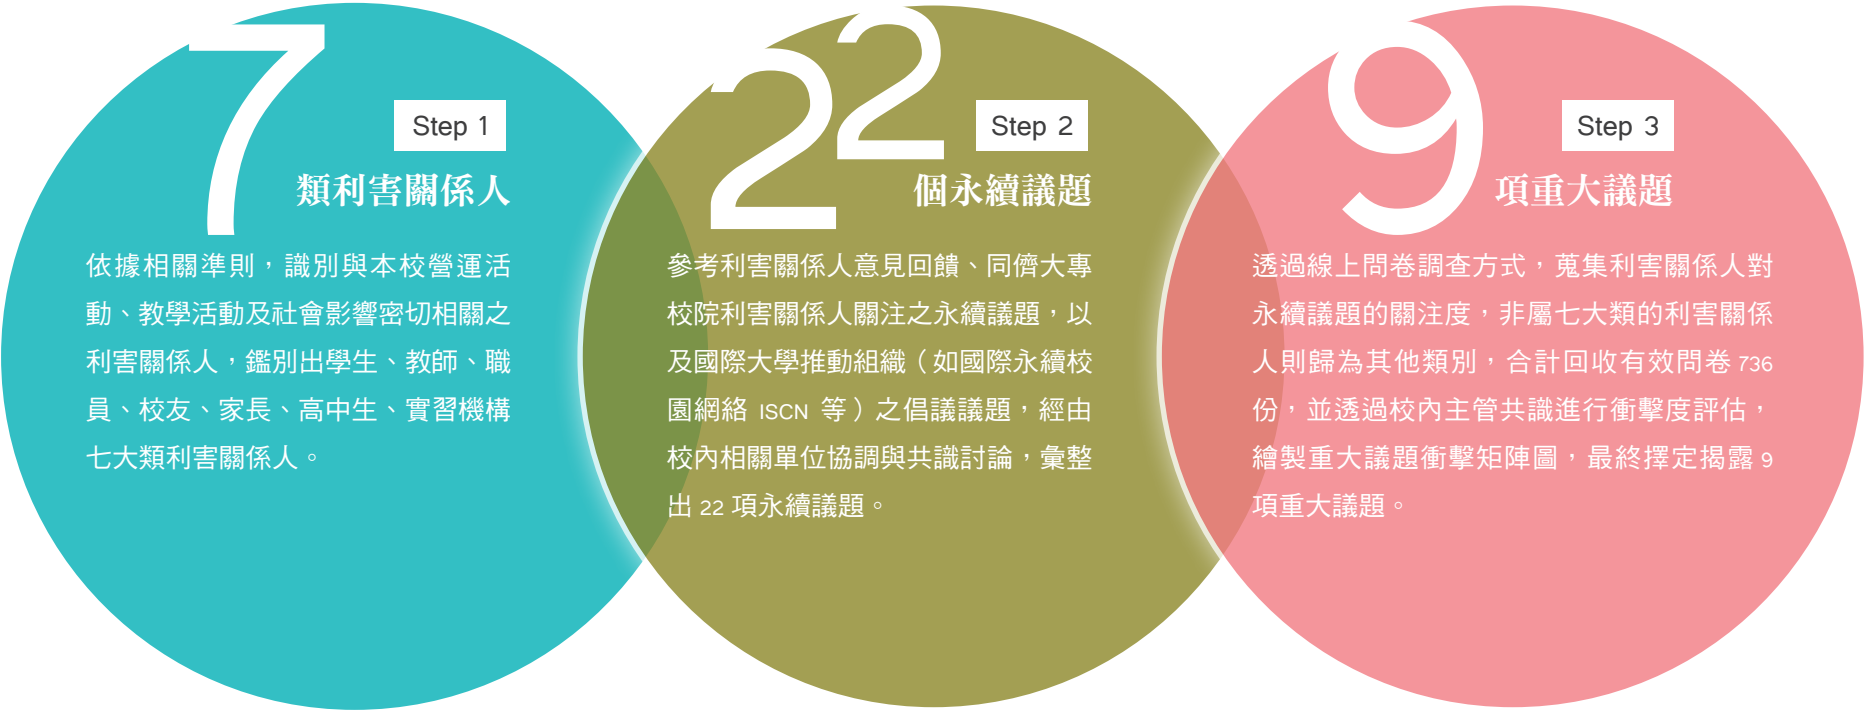 7
Step 1
類利害關係人
依據相關準則，識別與本校營運活
動、教學活動及社會影響密切相關之
利害關係人，鑑別出學生、教師、職
員、校友、家長、高中生、實習機構
七大類利害關係人。
22
Step 2
個永續議題
參考利害關係人意見回饋、同儕大專
校院利害關係人關注之永續議題，以
及國際大學推動組織（如國際永續校
園網絡 ISCN 等）之倡議議題，經由
校內相關單位協調與共識討論，彙整
出 22 項永續議題。
9
Step 3
項重大議題
透過線上問卷調查方式，蒐集利害關係人對
永續議題的關注度，非屬七大類的利害關係
人則歸為其他類別，合計回收有效問卷 736
份，並透過校內主管共識進行衝擊度評估，
繪製重大議題衝擊矩陣圖，最終擇定揭露 9
項重大議題。